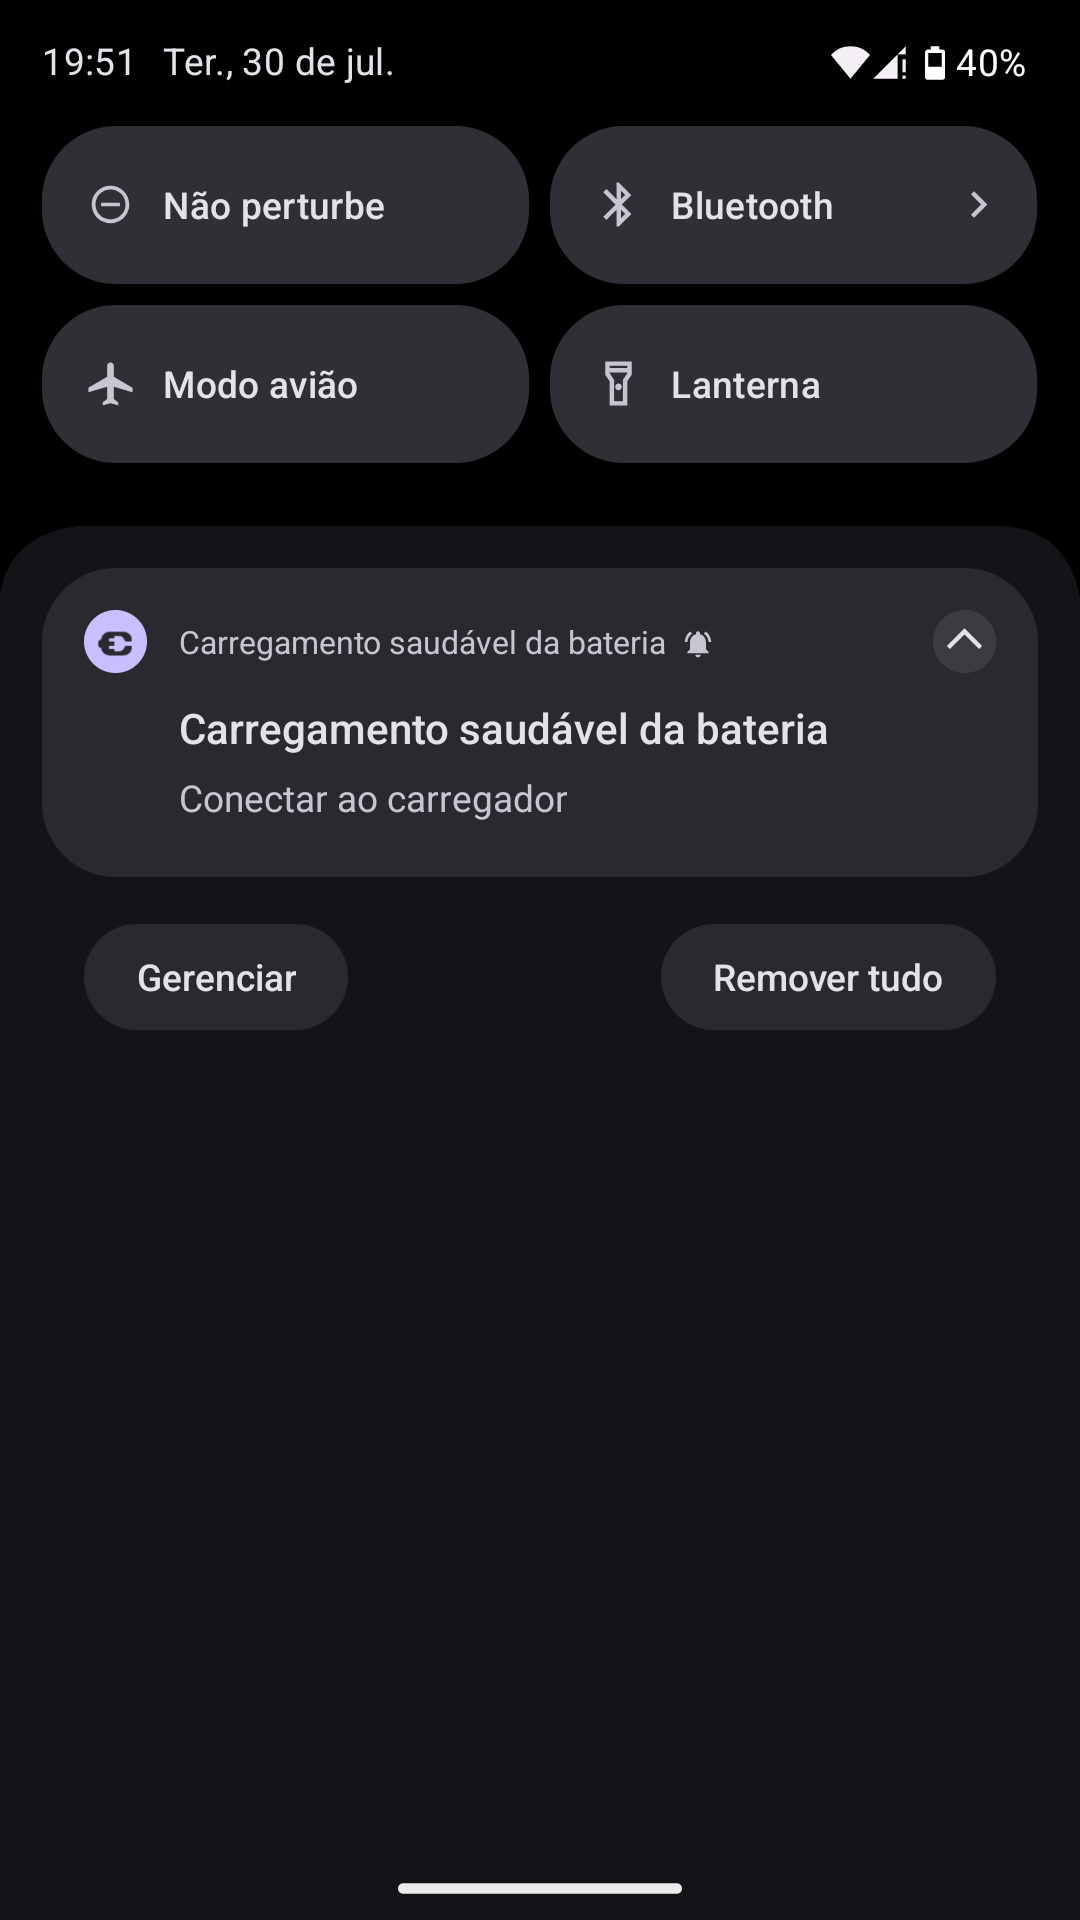 19:51 Ter., 30 de jul. 40%
Não perturbe
Bluetooth
Modo avião
Lanterna
Carregamento saudável da bateria
Carregamento saudável da bateria
Conectar ao carregador
Gerenciar
Remover tudo